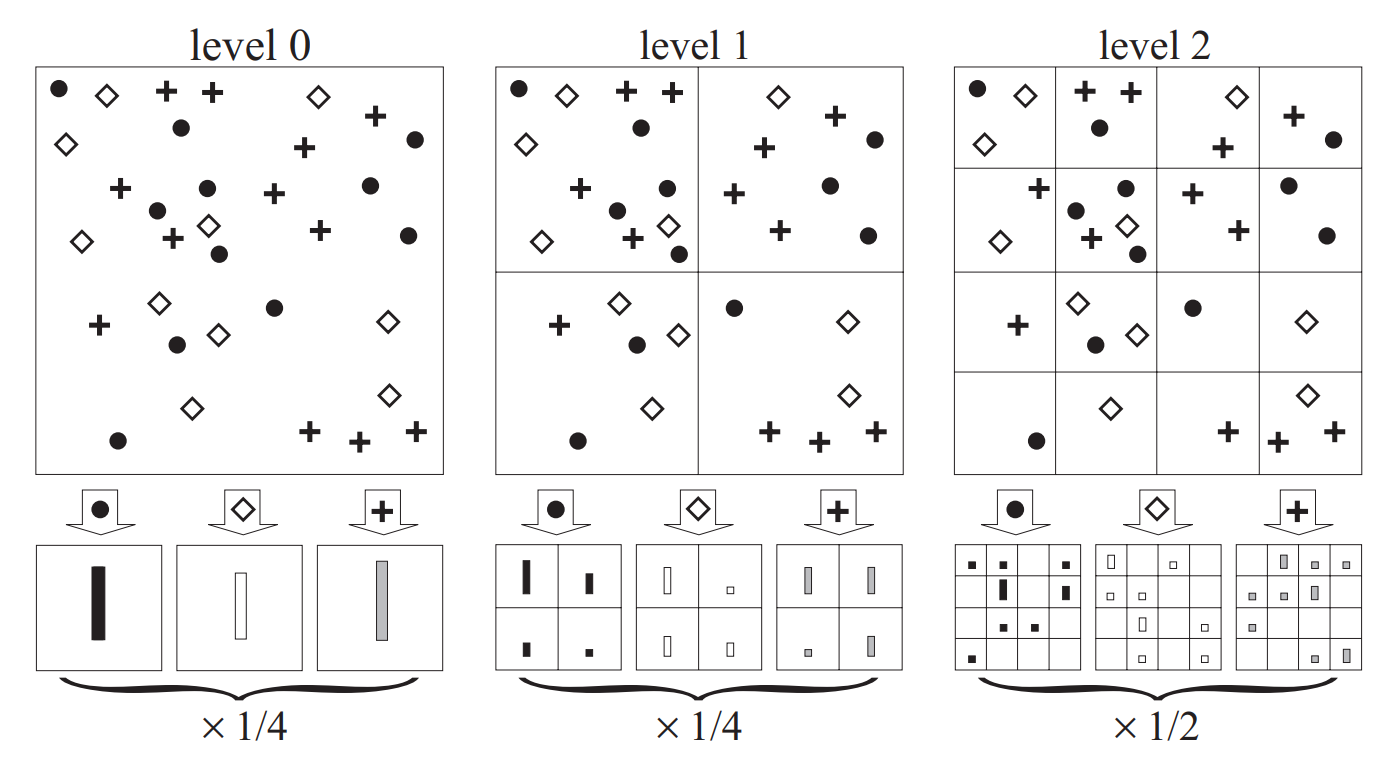 level 0
level 1
level 2
× 1/4
× 1/4
× 1/2